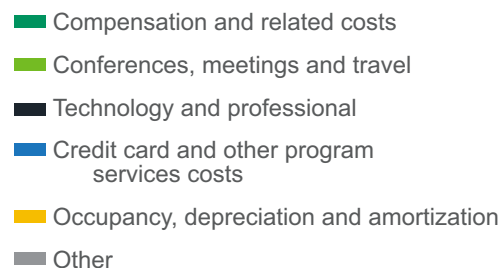 Compensation and related costs
Conferences, meetings and travel
Technology and professional
Credit card and other program
services costs
Occupancy, depreciation and amortization
Other